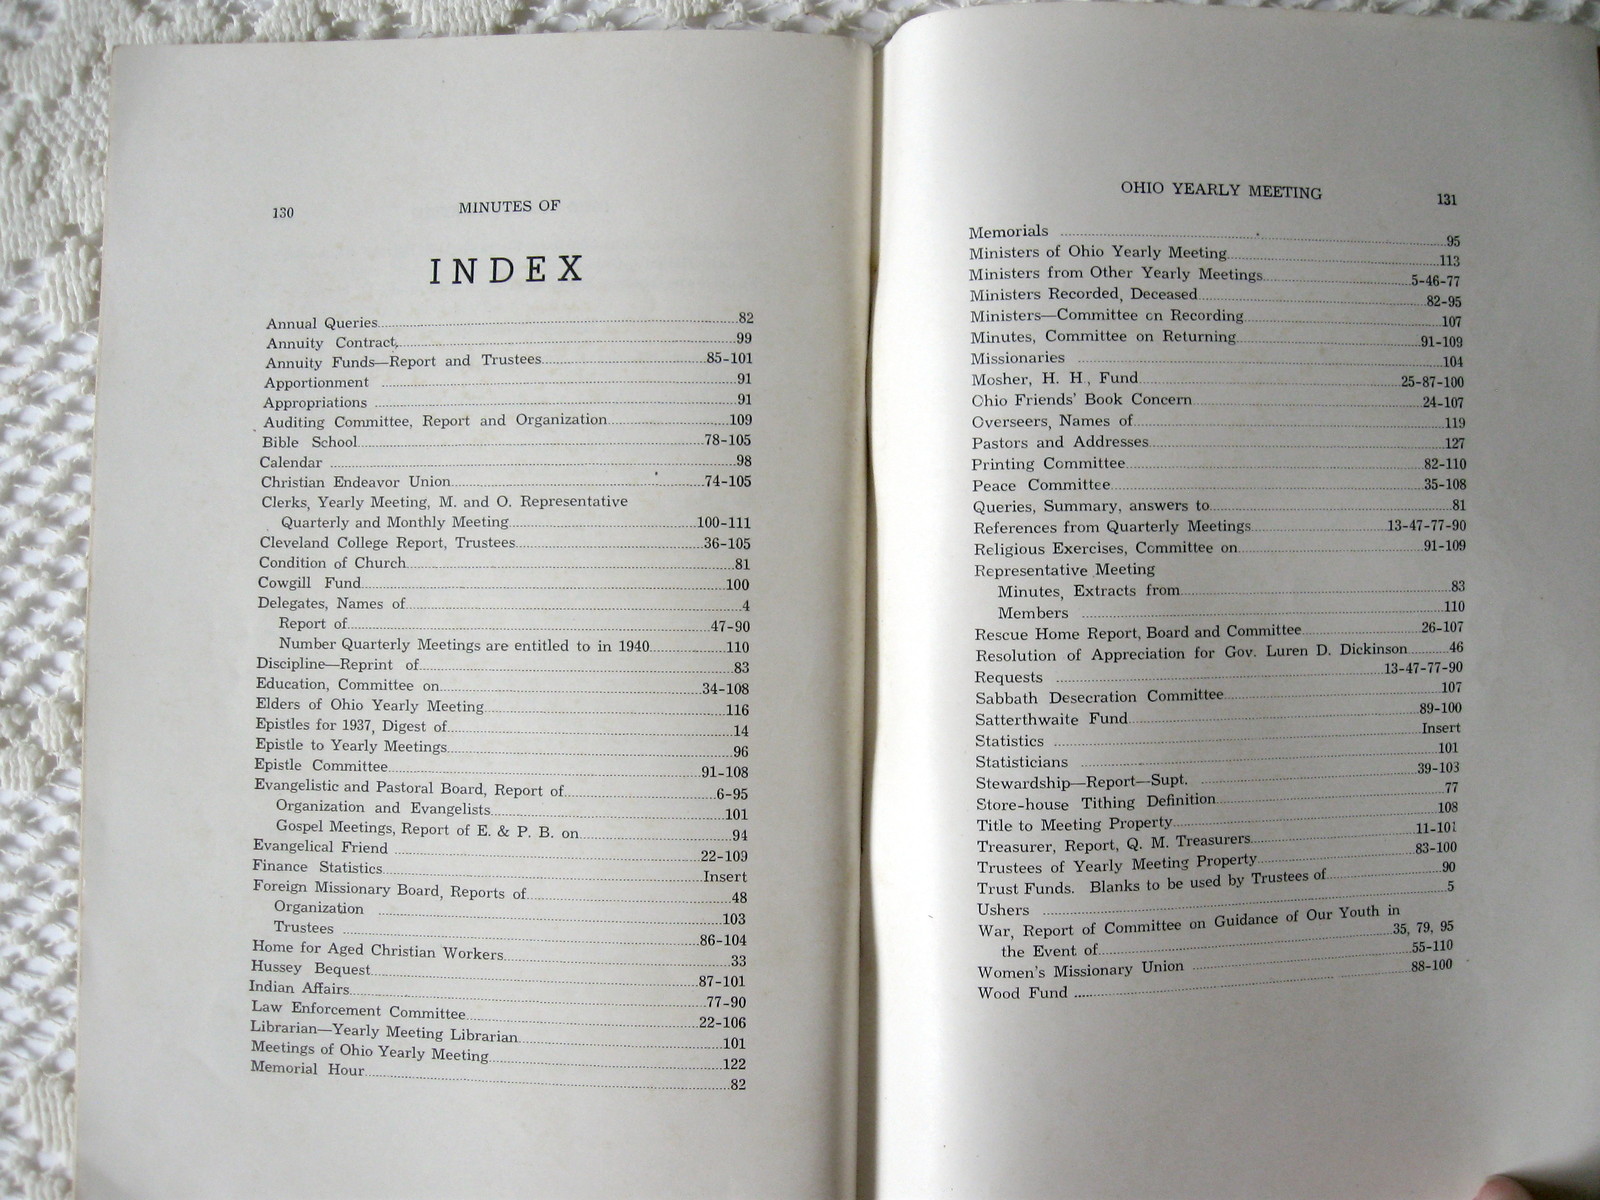 130 MINUTES OF
INDEX
Annual Queries 82
Annuity Contract 99
Annuity Funds—Report and Trustees 85-101
Apportionment 91
Appropriations 91
Auditing Committee, Report and Organization 109
Bible School 78-105
Calendar 98
Christian Endeavor Union 74-105
Clerks, Yearly Meeting, M. and O. Representative
Quarterly and Monthly Meeting 100-111
Cleveland College Report, Trustees 36-105
Condition of Church 81
Cowgill Fund 100
Delegates, Names of 4
Report of 47-90
Number Quarterly Meetings are entitled to in 1940 110
Discipline—Reprint of 83
Education, Committee on 34-108
Elders of Ohio Yearly Meeting 116
Epistles for 1937, Digest of 14
Epistle to Yearly Meetings 96
Epistle Committee 91-108
Evangelistic and Pastoral Board, Report of 6-95
Organization and Evangelists 101
Gospel Meetings, Report of E. & P. B. on 94
Evangelical Friend 22-109
Finance Statistics Insert
Foreign Missionary Board, Reports of 48
Organization 103
Trustees 86-104
Home for Aged Christian Workers 33
Hussey Bequest 87-101
Indian Affairs 77-90
Law Enforcement Committee 22-106
Librarian—Yearly Meeting Librarian 101
Meetings of Ohio Yearly Meeting 122
Memorial Hour 82
OHIO YEARLY MEETING 131
Memorials 95
Ministers of Ohio Yearly Meeting 113
Ministers from Other Yearly Meetings 5-46-77
Ministers Recorded, Deceased 82-95
Ministers—Committee on Recording 107
Minutes, Committee on Returning 91-109
Missionaries 104
Mosher, H. H, Fund 25-87-100
Ohio Friends' Book Concern 24-107
Overseers, Names of 119
Pastors and Addresses 127
Printing Committee 82-110
Peace Committee 35-108
Queries, Summary, answers to 81
References from Quarterly Meetings 13-47-77-90
Religious Exercises, Committee on 91-109
Representative Meeting
Minutes, Extracts from 83
Members 110
Rescue Home Report, Board and Committee 26-107
Resolution of Appreciation for Gov. Luren D. Dickinson 46
Requests 13-47-77-90
Sabbath Desecration Committee 107
Satterthwaite Fund 89-100
Statistics Insert
Statisticians 101
Stewardship—Report—Supt. 39-103
Store-house Tithing Definition 77
Title to Meeting Property 108
Treasurer, Report, Q. M. Treasurers 11-101
Trustees of Yearly Meeting Property 83-100
Trust Funds. Blanks to be used by Trustees of 90
Ushers 5
War, Report of Committee on Guidance of Our Youth in
the Event of 35, 79, 95
Women's Missionary Union 55-110
Wood Fund 88-100